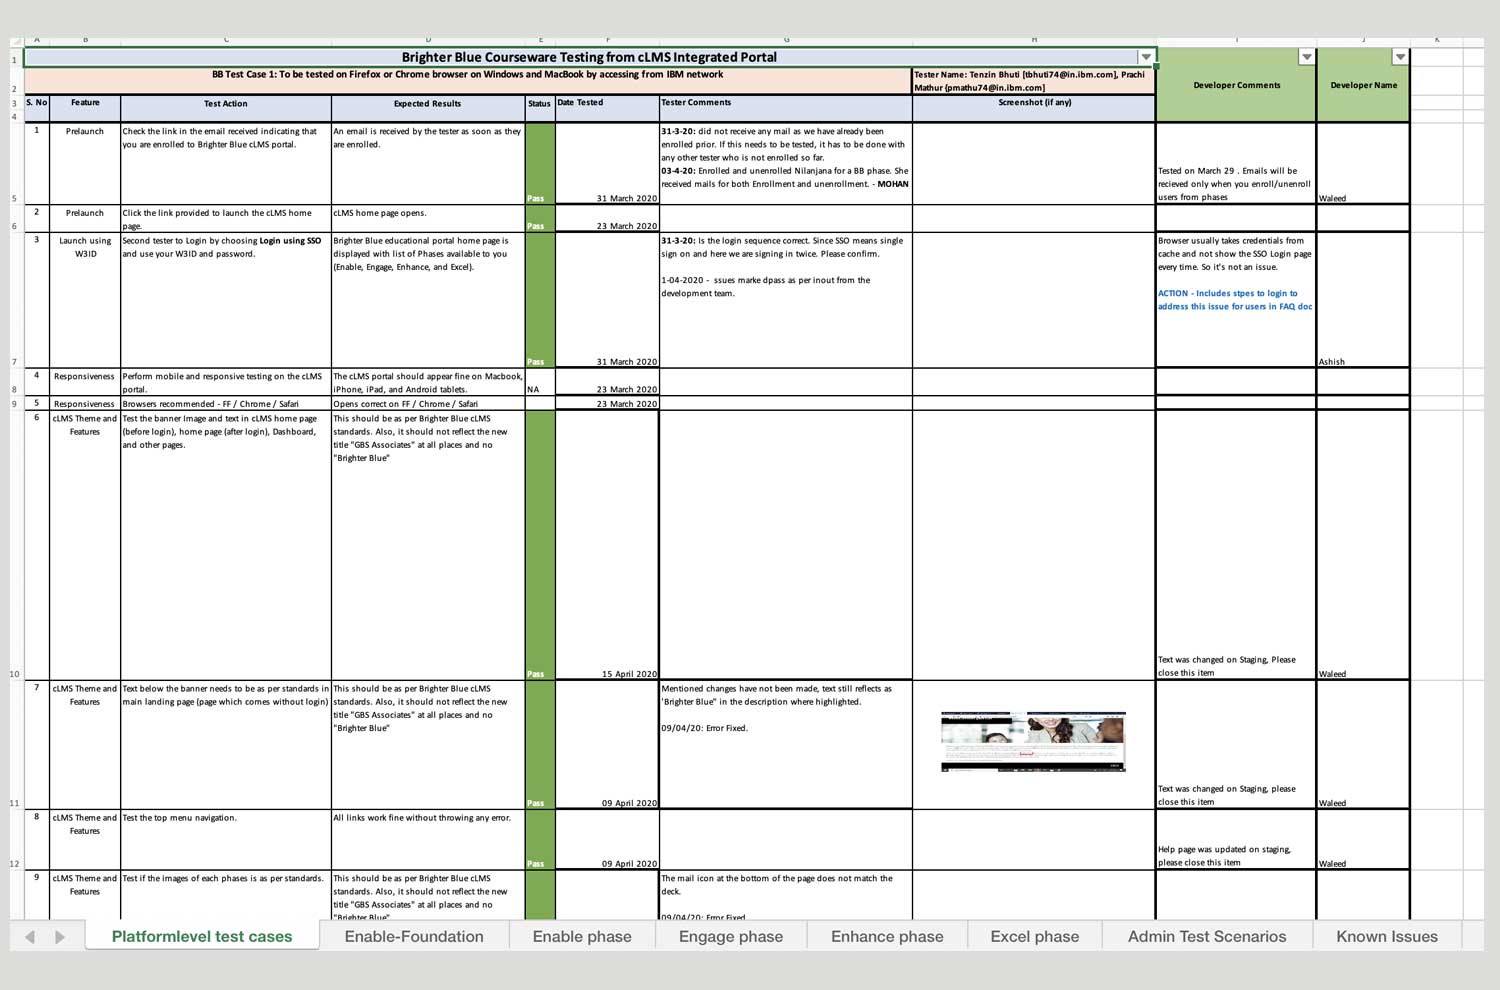 A B C D E F G H I J K
1 Brighter Blue Courseware Testing from cLMS Integrated Portal
BB Test Case 1: To be tested on Firefox or Chrome browser on Windows and MacBook by accessing from IBM network
Tester Name: Tenzin Bhuti [tbhuti74@in.ibm.com], Prachi
2 Mathur [pmathu74@in.ibm.com]
Developer Comments
Developer Name
3 S. No Feature Test Action Expected Results Status Date Tested Tester Comments Screenshot (if any)
4
1
Prelaunch
Check the link in the email received indicating that
you are enrolled to Brighter Blue cLMS portal.
An email is received by the tester as soon as they
are enrolled.
Pass
31 March 2020
31-3-20: did not receive any mail as we have already been
enrolled prior. If this needs to be tested, it has to be done with
any other tester who is not enrolled so far.
03-4-20: Enrolled and unenrolled Nilanjana for a BB phase. She
received mails for both Enrollment and unenrollment. - MOHAN
Tested on March 29 . Emails will be
recieved only when you enroll/unenroll
users from phases
Waleed
5
2
Prelaunch
Click the link provided to launch the cLMS home
page.
cLMS home page opens.
Pass
23 March 2020
6
3
Launch using
W3ID
Second tester to Login by choosing Login using SSO
and use your W3ID and password.
Brighter Blue educational portal home page is
displayed with list of Phases available to you
(Enable, Engage, Enhance, and Excel).
Pass
31 March 2020
31-3-20: Is the login sequence correct. Since SSO means single
sign on and here we are signing in twice. Please confirm.
1-04-2020 - ssues marke dpass as per inout from the
development team.
Browser usually takes credentials from
cache and not show the SSO Login page
every time. So it's not an issue.
ACTION - Includes stpes to login to
address this issue for users in FAQ doc
Ashish
7
4
Responsiveness
Perform mobile and responsive testing on the cLMS
portal.
The cLMS portal should appear fine on Macbook,
iPhone, iPad, and Android tablets.
NA
23 March 2020
8
5
Responsiveness
Browsers recommended - FF / Chrome / Safari
Opens correct on FF / Chrome / Safari
23 March 2020
9
6
cLMS Theme and
Features
Test the banner Image and text in cLMS home page
(before login), home page (after login), Dashboard,
and other pages.
This should be as per Brighter Blue cLMS
standards. Also, it should not reflect the new
title "GBS Associates" at all places and no
"Brighter Blue"
Pass
15 April 2020
Text was changed on Staging, Please
close this item
Waleed
10
7
cLMS Theme and
Features
Text below the banner needs to be as per standards in
main landing page (page which comes without login)
This should be as per Brighter Blue cLMS
standards. Also, it should not reflect the new
title "GBS Associates" at all places and no
"Brighter Blue"
Pass
09 April 2020
Mentioned changes have not been made, text still reflects as
'Brighter Blue" in the description where highlighted.
09/04/20: Error Fixed.
Text was changed on Staging, please
close this item
Waleed
11
8
cLMS Theme and
Features
Test the top menu navigation.
All links work fine without throwing any error.
Pass
09 April 2020
Help page was updated on staging,
please close this item
Waleed
12
9
cLMS Theme and
Features
Test if the images of each phases is as per standards.
This should be as per Brighter Blue cLMS
standards. Also, it should not reflect the new
title "GBS Associates" at all places and no
"Brighter Blue"
The mail icon at the bottom of the page does not match the
deck.
09/04/20: Error Fixed
Platformlevel test cases Enable-Foundation Enable phase Engage phase Enhance phase Excel phase Admin Test Scenarios Known Issues